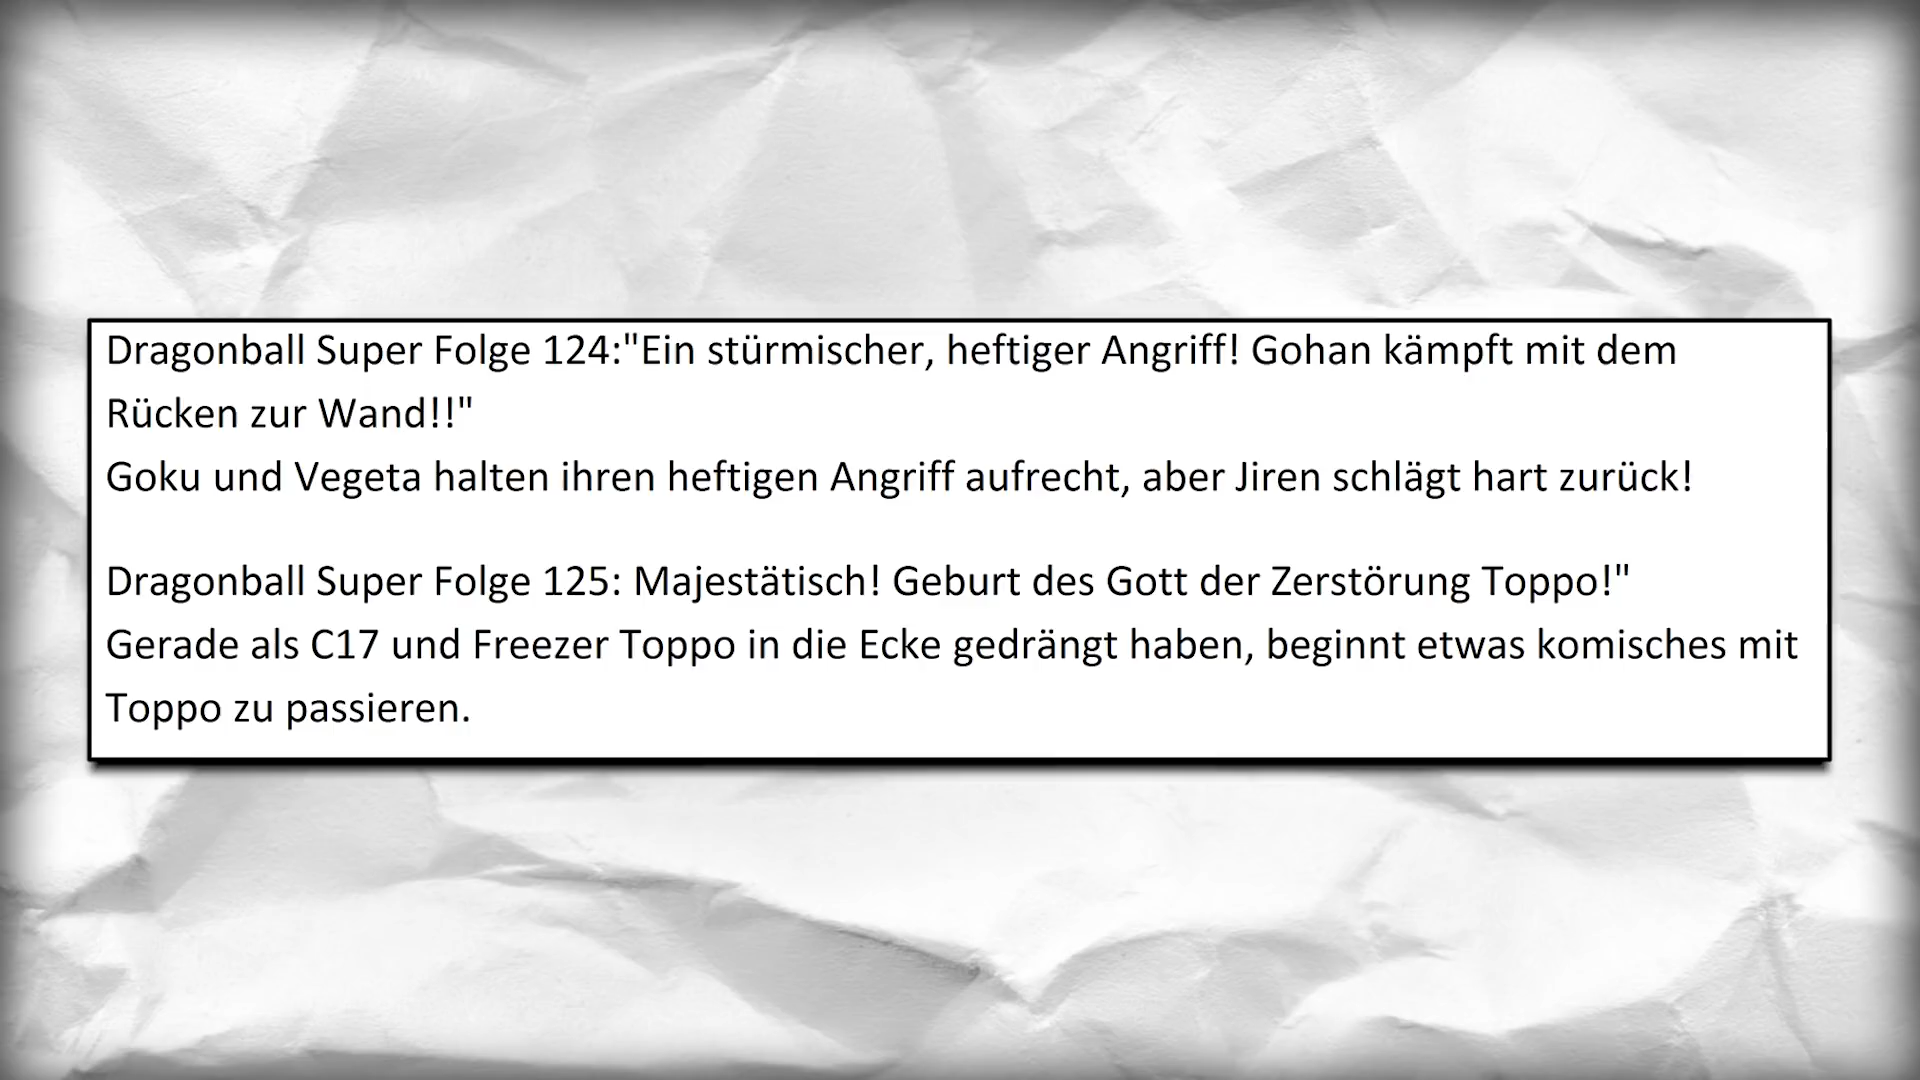 Dragonball Super Folge 124:"Ein stürmischer, heftiger Angriff! Gohan kämpft mit dem
Rücken zur Wand!!"
Goku und Vegeta halten ihren heftigen Angriff aufrecht, aber Jiren schlägt hart zurück!
Dragonball Super Folge 125: Majestätisch! Geburt des Gott der Zerstörung Toppo!"
Gerade als C17 und Freezer Toppo in die Ecke gedrängt haben, beginnt etwas komisches mit
Toppo zu passieren.